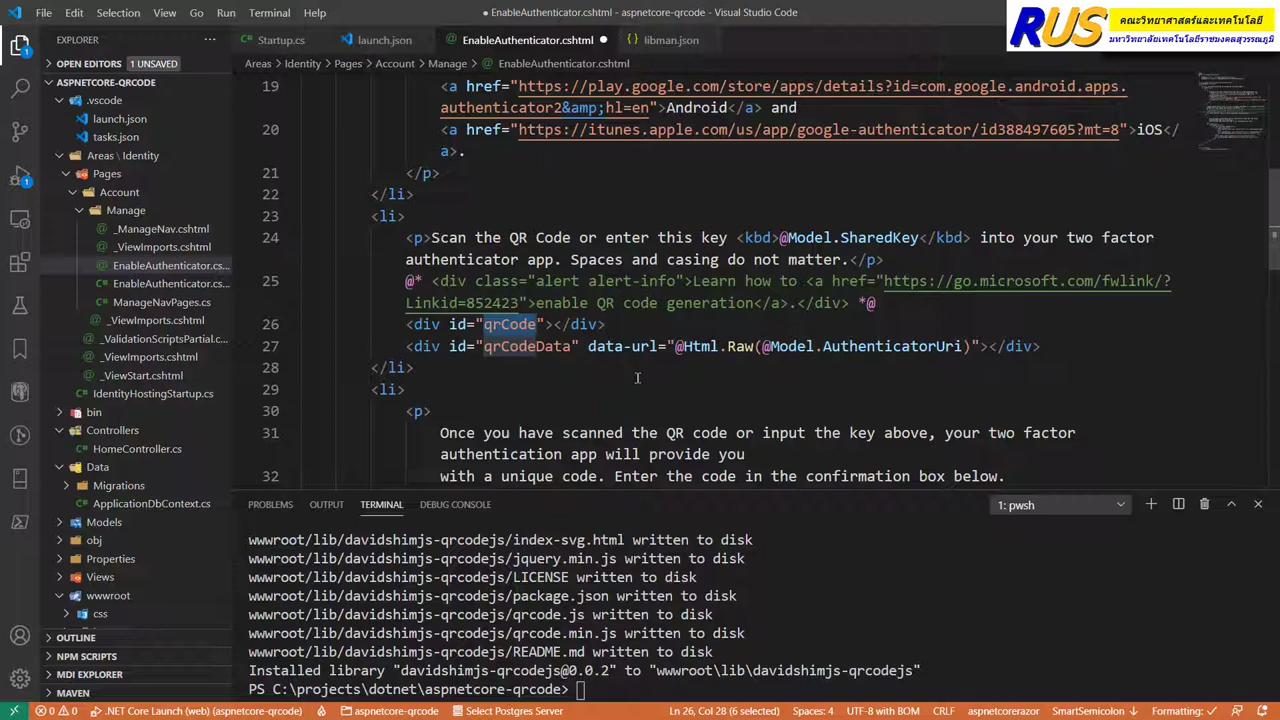 File Edit Selection View Go Run Terminal Help
● EnableAuthenticator.cshtml - aspnetcore-qrcode - Visual Studio Code
RUS
คณะวิทยาศาสตร์และเทคโนโลยี
มหาวิทยาลัยเทคโนโลยีราชมงคลสุวรรณภูมิ
EXPLORER
OPEN EDITORS 1 UNSAVED
ASPNETCORE-QRCODE
.vscode
launch.json
tasks.json
Areas \ Identity
Pages
Account
Manage
_ManageNav.cshtml
_ViewImports.cshtml
EnableAuthenticator.cs...
EnableAuthenticator.cs...
ManageNavPages.cs
_ViewImports.cshtml
_ValidationScriptsPartial.c...
_ViewImports.cshtml
_ViewStart.cshtml
IdentityHostingStartup.cs
bin
Controllers
HomeController.cs
Data
Migrations
ApplicationDbContext.cs
Models
obj
Properties
Views
wwwroot
css
OUTLINE
NPM SCRIPTS
MDI EXPLORER
MAVEN
Startup.cs launch.json EnableAuthenticator.cshtml ● libman.json
Areas > Identity > Pages > Account > Manage > EnableAuthenticator.cshtml
19 <a href="https://play.google.com/store/apps/details?id=com.google.android.apps.
authenticator2&amp;hl=en">Android</a> and
20 <a href="https://itunes.apple.com/us/app/google-authenticator/id388497605?mt=8">iOS</
a>.
21 </p>
22 </li>
23 <li>
24 <p>Scan the QR Code or enter this key <kbd>@Model.SharedKey</kbd> into your two factor
authenticator app. Spaces and casing do not matter.</p>
25 @* <div class="alert alert-info">Learn how to <a href="https://go.microsoft.com/fwlink/?
Linkid=852423">enable QR code generation</a>.</div> *@
26 <div id="qrCode"></div>
27 <div id="qrCodeData" data-url="@Html.Raw(@Model.AuthenticatorUri)"></div>
28 </li>
29 <li>
30 <p>
31 Once you have scanned the QR code or input the key above, your two factor
authentication app will provide you
32 with a unique code. Enter the code in the confirmation box below.
PROBLEMS OUTPUT TERMINAL DEBUG CONSOLE 1: pwsh
wwwroot/lib/davidshimjs-qrcodejs/index-svg.html written to disk
wwwroot/lib/davidshimjs-qrcodejs/jquery.min.js written to disk
wwwroot/lib/davidshimjs-qrcodejs/LICENSE written to disk
wwwroot/lib/davidshimjs-qrcodejs/package.json written to disk
wwwroot/lib/davidshimjs-qrcodejs/qrcode.js written to disk
wwwroot/lib/davidshimjs-qrcodejs/qrcode.min.js written to disk
wwwroot/lib/davidshimjs-qrcodejs/README.md written to disk
Installed library "davidshimjs-qrcodejs@0.0.2" to "wwwroot\lib\davidshimjs-qrcodejs"
PS C:\projects\dotnet\aspnetcore-qrcode>
0 0 .NET Core Launch (web) (aspnetcore-qrcode) aspnetcore-qrcode Select Postgres Server Ln 26, Col 28 (6 selected) Spaces: 4 UTF-8 with BOM CRLF aspnetcorerazor SmartSemicolon Formatting: ✓